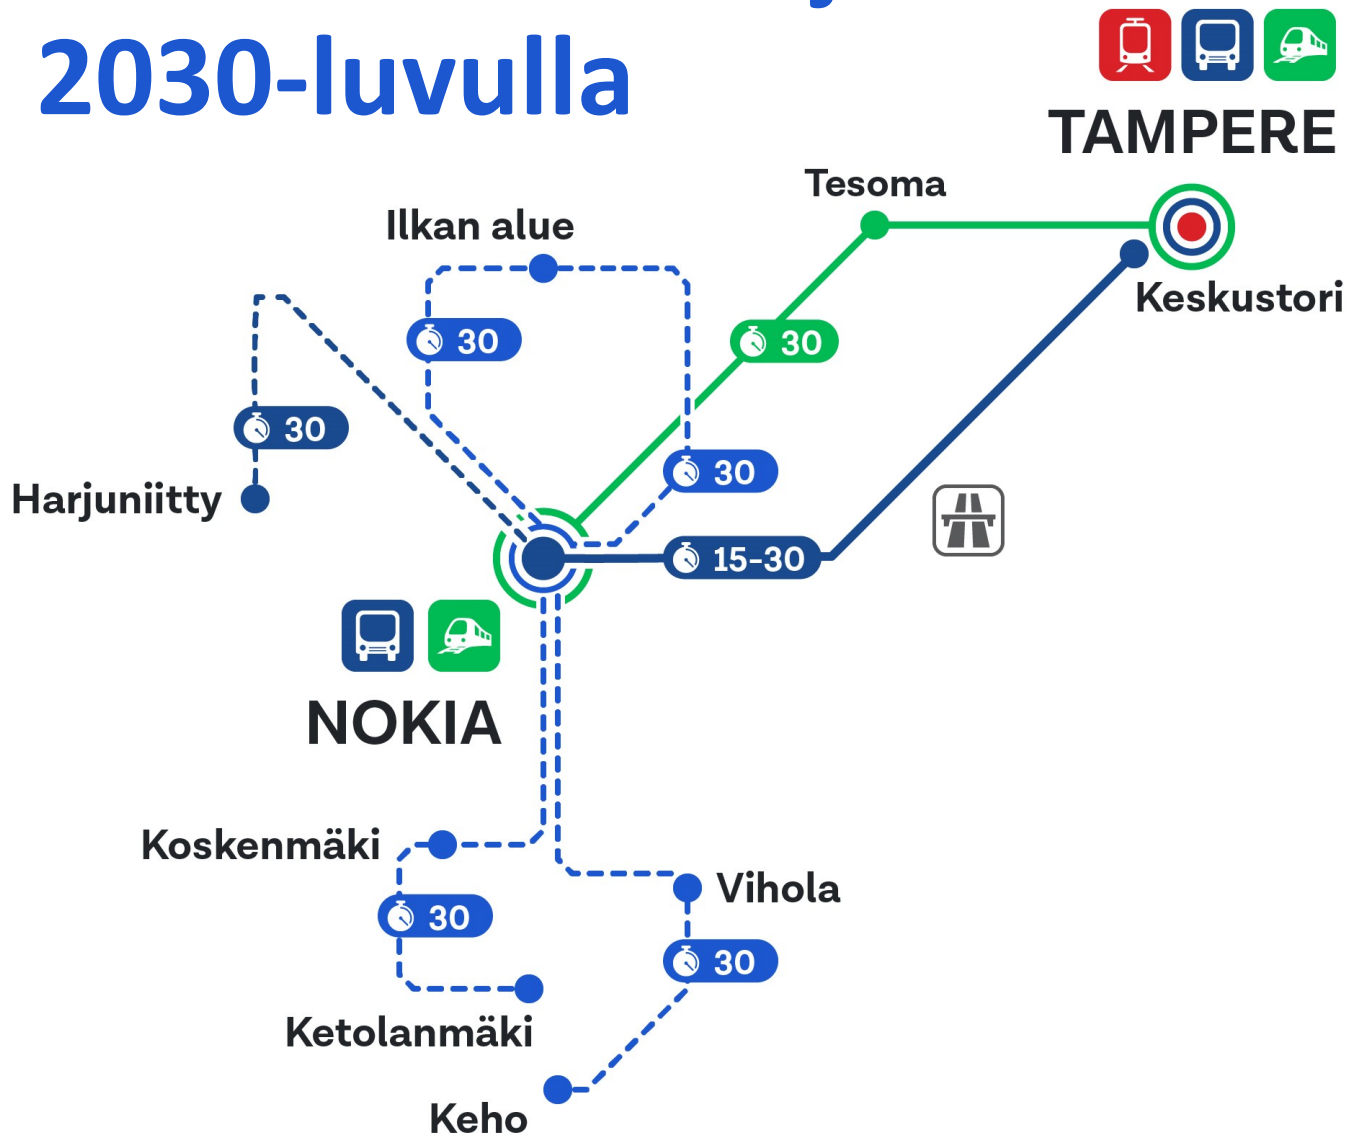 2030-luvulla
TAMPERE
Tesoma
Ilkan alue
Keskustori
30
30
30
Harjuniitty
30
15-30
NOKIA
Koskenmäki
Vihola
30
30
Ketolanmäki
Keho